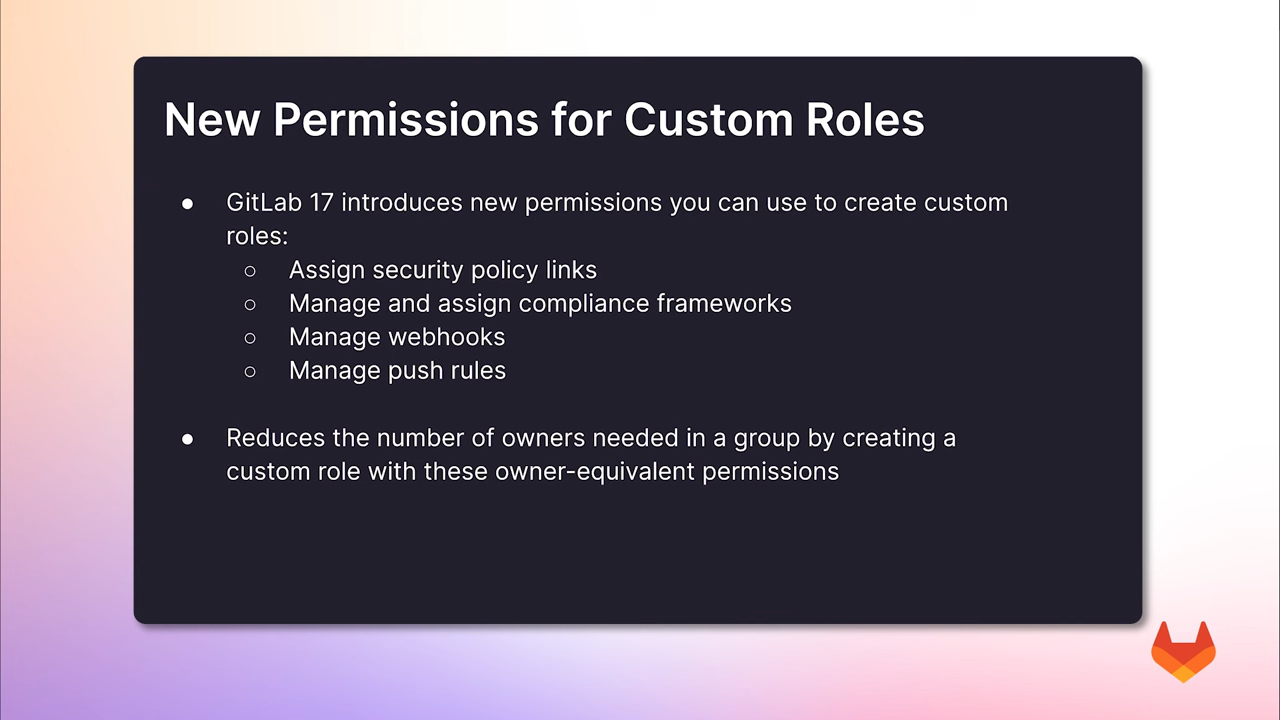 New Permissions for Custom Roles
● GitLab 17 introduces new permissions you can use to create custom
roles:
○ Assign security policy links
○ Manage and assign compliance frameworks
○ Manage webhooks
○ Manage push rules
● Reduces the number of owners needed in a group by creating a
custom role with these owner-equivalent permissions